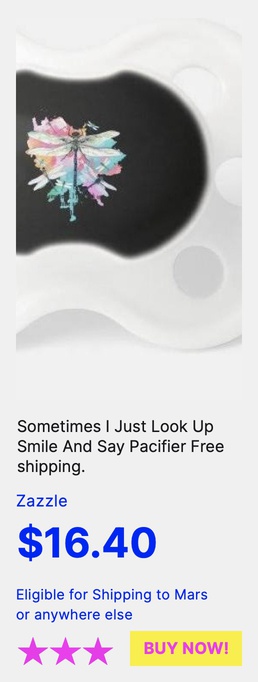 Sometimes I Just Look Up
Smile And Say Pacifier Free
shipping.
Zazzle
$16.40
Eligible for Shipping to Mars
or anywhere else
BUY NOW!